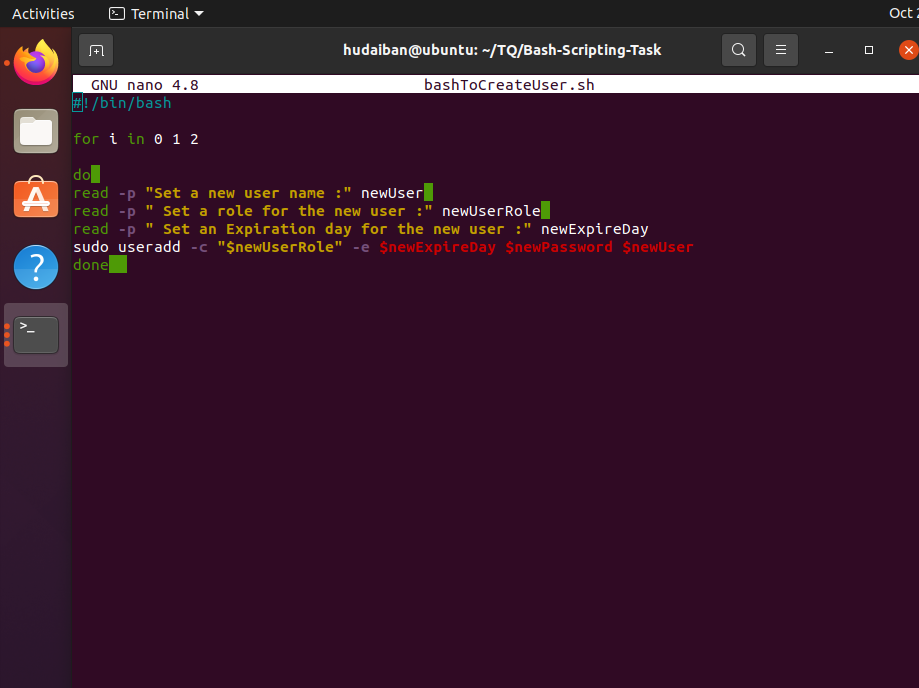 Activities
Terminal
Oct 2
hudaiban@ubuntu: ~/TQ/Bash-Scripting-Task
GNU nano 4.8 bashToCreateUser.sh
#!/bin/bash
for i in 0 1 2
do
read -p "Set a new user name :" newUser
read -p " Set a role for the new user :" newUserRole
read -p " Set an Expiration day for the new user :" newExpireDay
sudo useradd -c "$newUserRole" -e $newExpireDay $newPassword $newUser
done
>_